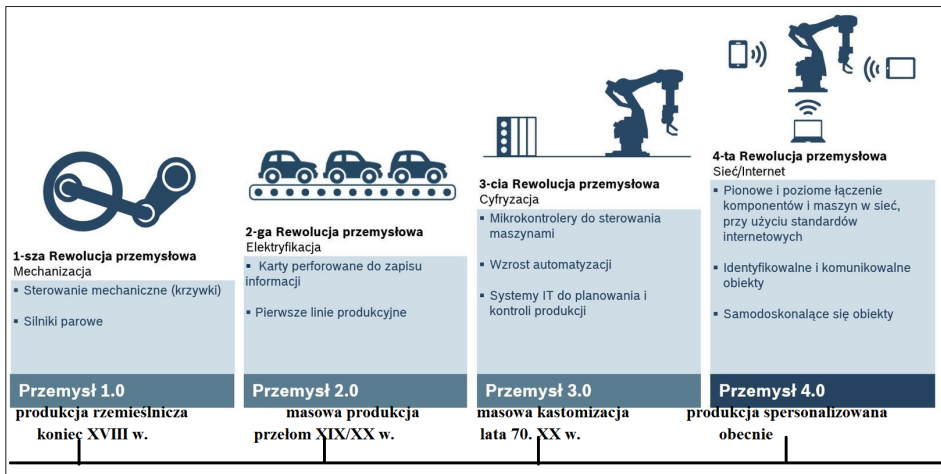 1-sza Rewolucja przemysłowa
Mechanizacja
▪ Sterowanie mechaniczne (krzywki)
▪ Silniki parowe
Przemysł 1.0
produkcja rzemieślnicza
koniec XVIII w.
2-ga Rewolucja przemysłowa
Elektryfikacja
▪ Karty perforowane do zapisu
informacji
▪ Pierwsze linie produkcyjne
Przemysł 2.0
masowa produkcja
przełom XIX/XX w.
3-cia Rewolucja przemysłowa
Cyfryzacja
▪ Mikrokontrolery do sterowania
maszynami
▪ Wzrost automatyzacji
▪ Systemy IT do planowania i
kontroli produkcji
Przemysł 3.0
masowa kastomizacja
lata 70. XX w.
4-ta Rewolucja przemysłowa
Sieć/Internet
▪ Pionowe i poziome łączenie
komponentów i maszyn w sieć,
przy użyciu standardów
internetowych
▪ Identyfikowalne i komunikowalne
obiekty
▪ Samodoskonalące się obiekty
Przemysł 4.0
produkcja spersonalizowana
obecnie